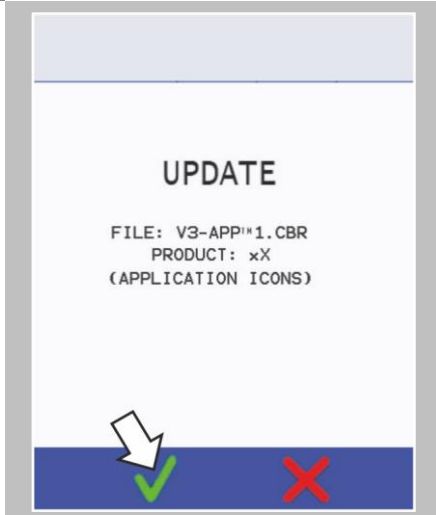 UPDATE
FILE: V3-APP™1.CBR
PRODUCT: xX
(APPLICATION ICONS)